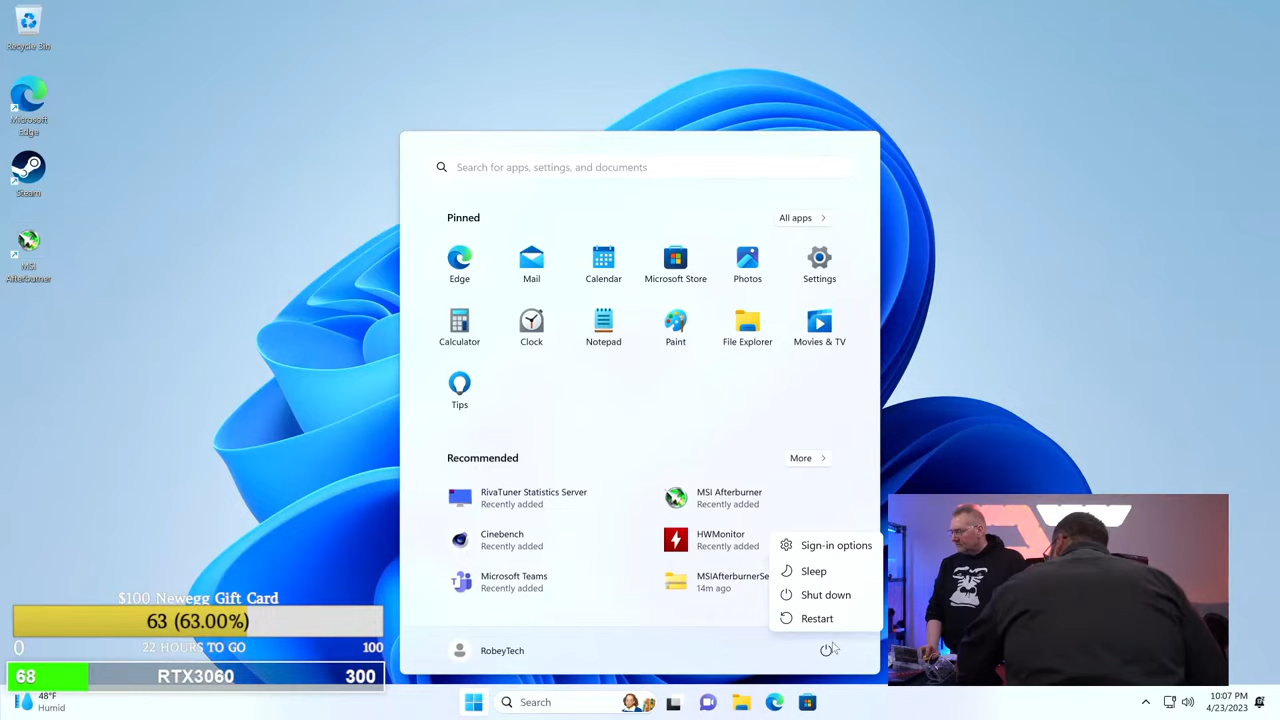 Recycle Bin
Microsoft
Edge
Steam
MSI
Afterburner
Search for apps, settings, and documents
Pinned
All apps
Edge
Mail
Calendar
Microsoft Store
Photos
Settings
Calculator
Clock
Notepad
Paint
File Explorer
Movies & TV
Tips
Recommended
More
RivaTuner Statistics Server
Recently added
MSI Afterburner
Recently added
Cinebench
Recently added
HWMonitor
Recently added
Microsoft Teams
Recently added
MSIAfterburnerSe
14m ago
Sign-in options
Sleep
Shut down
Restart
RobeyTech
$100 Newegg Gift Card
63 (63.00%)
0
22 HOURS TO GO
100
68
RTX3060
300
48°F
Humid
Search
10:07 PM
4/23/2023